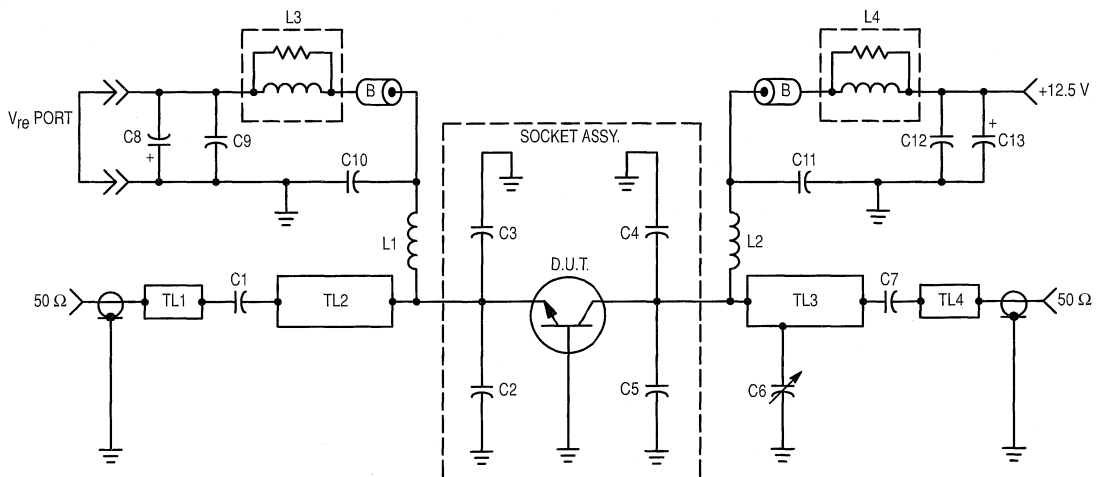 L3
L4
B
B
+12.5 V
Vre PORT
C8
+
C9
C10
SOCKET ASSY.
C11
C12
C13
+
L1
C3
C4
L2
50 Ω
TL1
C1
TL2
D.U.T.
TL3
C7
TL4
50 Ω
C2
C5
C6